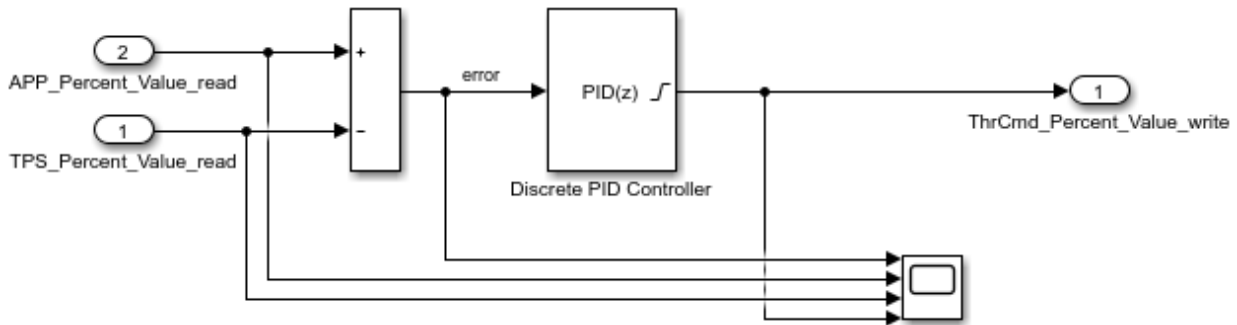 2
APP_Percent_Value_read
1
TPS_Percent_Value_read
+
−
error
PID(z)
Discrete PID Controller
1
ThrCmd_Percent_Value_write